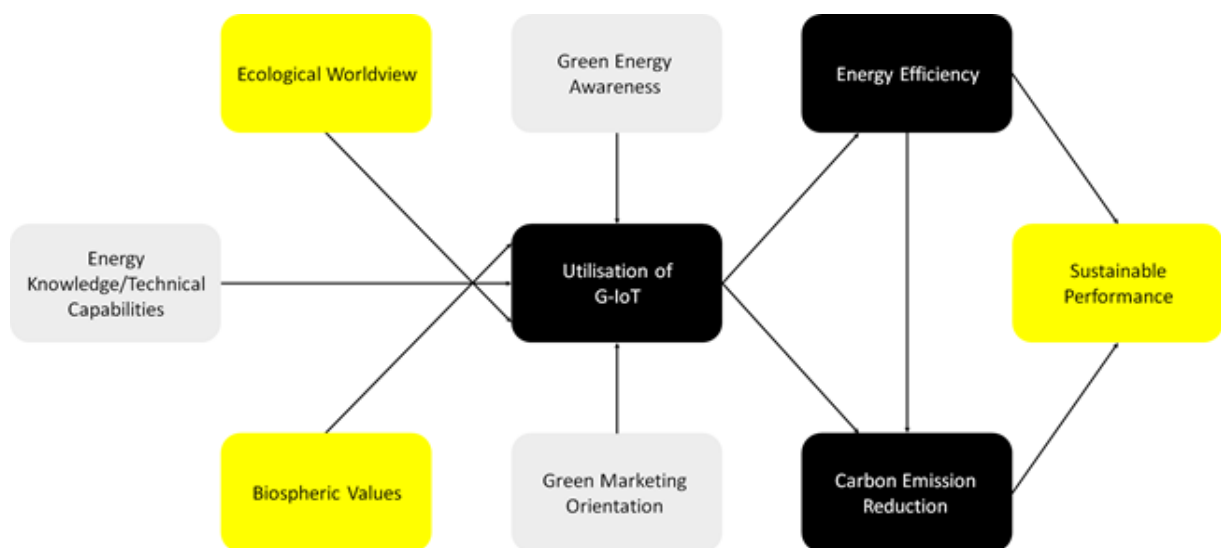 Ecological Worldview
Green Energy
Awareness
Energy Efficiency
Energy
Knowledge/Technical
Capabilities
Utilisation of
G-IoT
Sustainable
Performance
Biospheric Values
Green Marketing
Orientation
Carbon Emission
Reduction